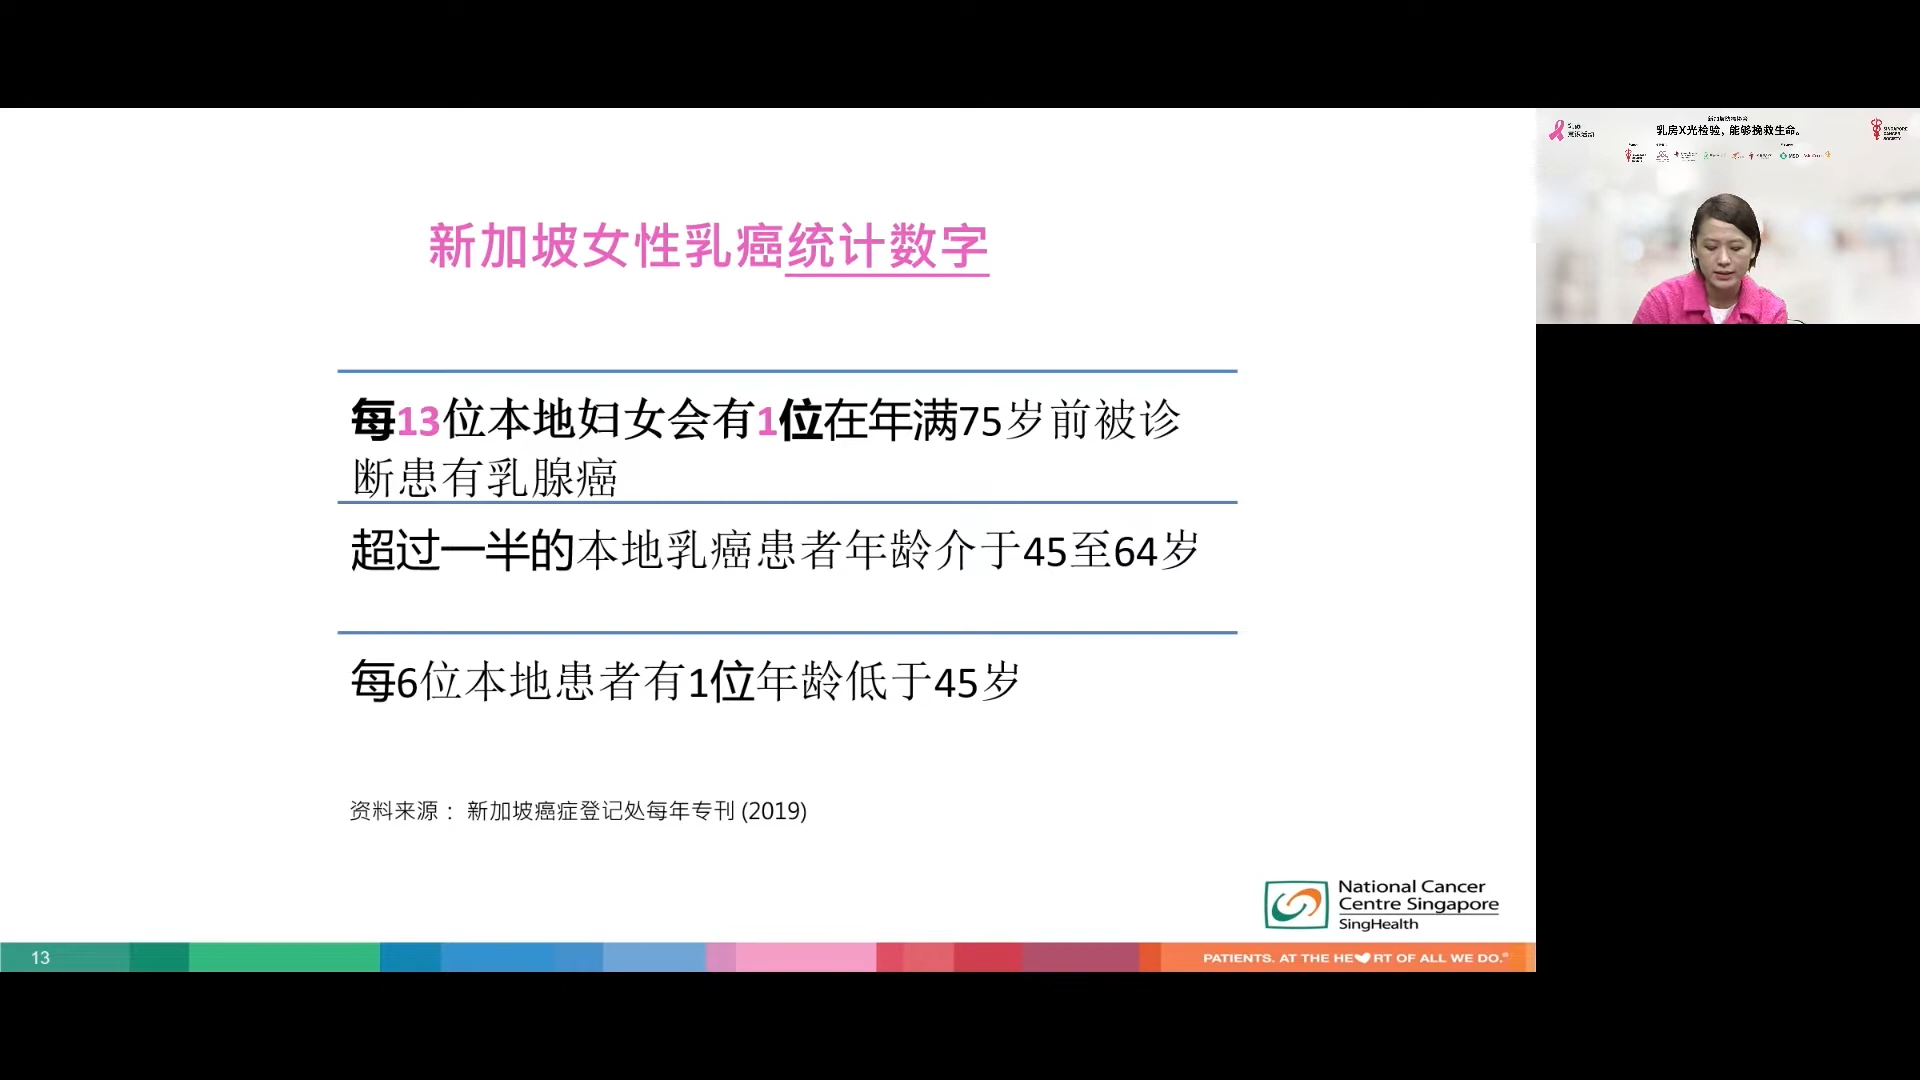 新加坡女性乳癌统计数字
每13位本地妇女会有1位在年满75岁前被诊
断患有乳腺癌
超过一半的本地乳癌患者年龄介于45至64岁
每6位本地患者有1位年龄低于45岁
资料来源： 新加坡癌症登记处每年专刊 (2019)
National Cancer
Centre Singapore
SingHealth
13
PATIENTS. AT THE HE RT OF ALL WE DO.®
乳房X光检验，能够挽救生命。
SINGAPORE
CANCER
SOCIETY
MSD